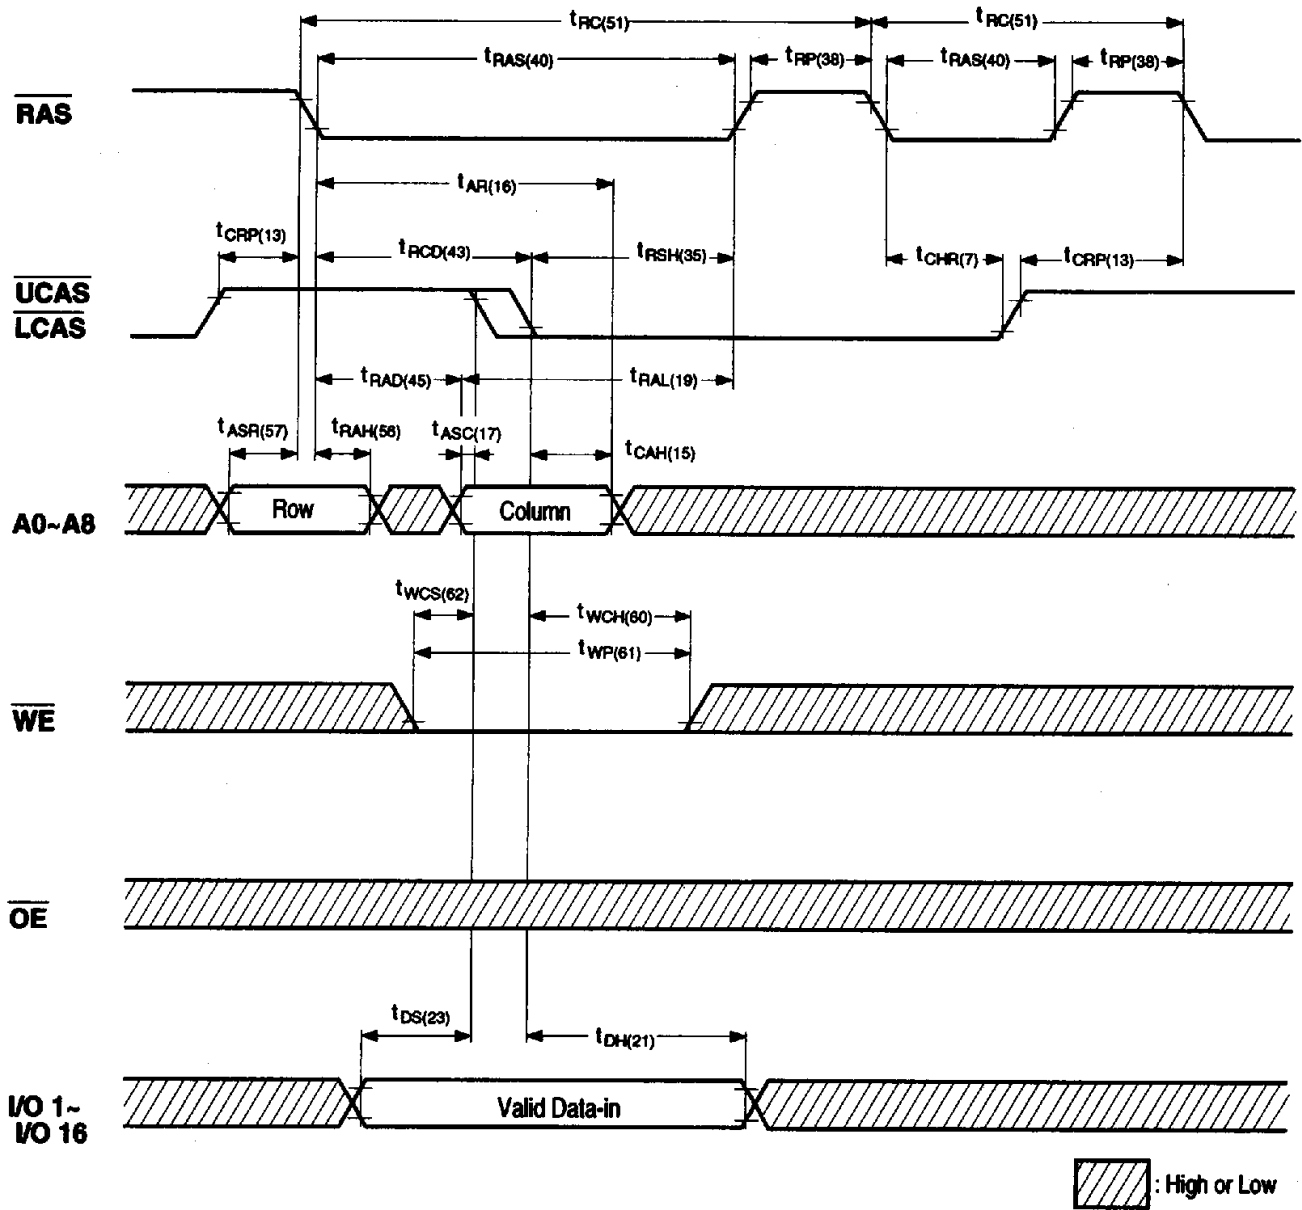 tRC(51) tRC(51)
tRAS(40) tRP(38) tRAS(40) tRP(38)
RAS
tAR(16)
tCRP(13) tRCD(43) tRSH(35) tCHR(7) tCRP(13)
UCAS
LCAS
tRAD(45) tRAL(19)
tASR(57) tRAH(56) tASC(17) tCAH(15)
A0~A8 Row Column
tWCS(62) tWCH(60)
tWP(61)
WE
OE
tDS(23) tDH(21)
I/O 1~ Valid Data-in
I/O 16
: High or Low